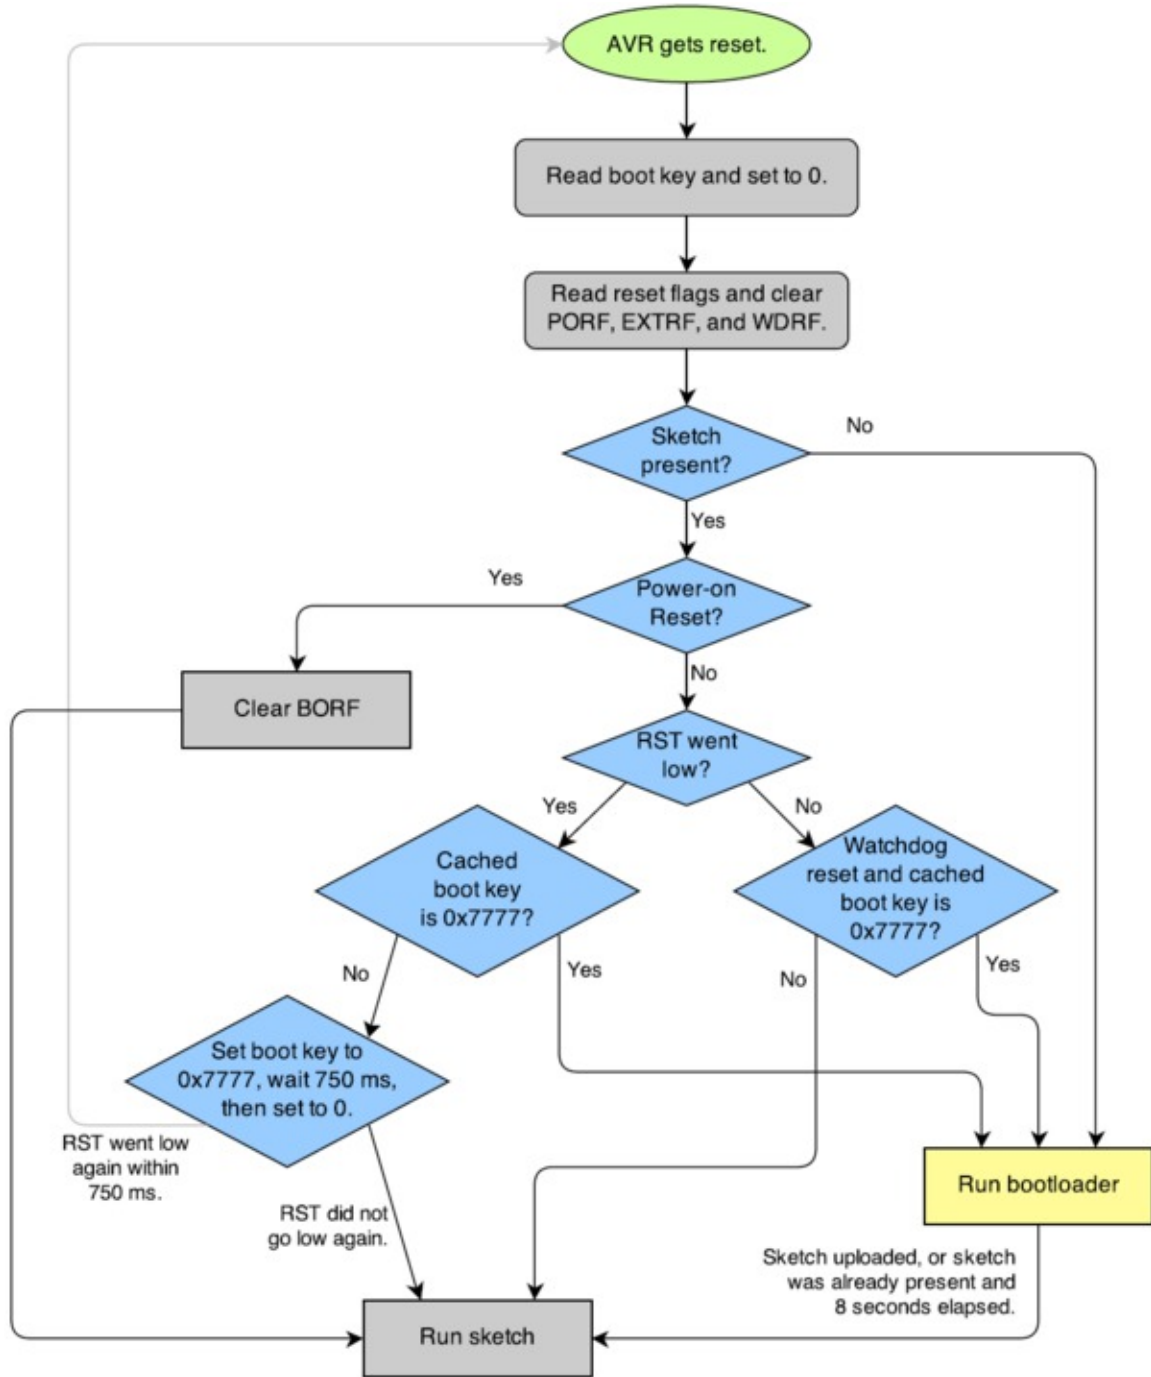 AVR gets reset.
Read boot key and set to 0.
Read reset flags and clear
PORF, EXTRF, and WDRF.
No
Sketch
present?
Yes
Yes
Power-on
Reset?
No
Clear BORF
RST went
low?
Yes
No
Cached
boot key
is 0x7777?
Watchdog
reset and cached
boot key is
0x7777?
No
Yes
No
Yes
Set boot key to
0x7777, wait 750 ms,
then set to 0.
RST went low
again within
750 ms.
RST did not
go low again.
Run bootloader
Sketch uploaded, or sketch
was already present and
8 seconds elapsed.
Run sketch